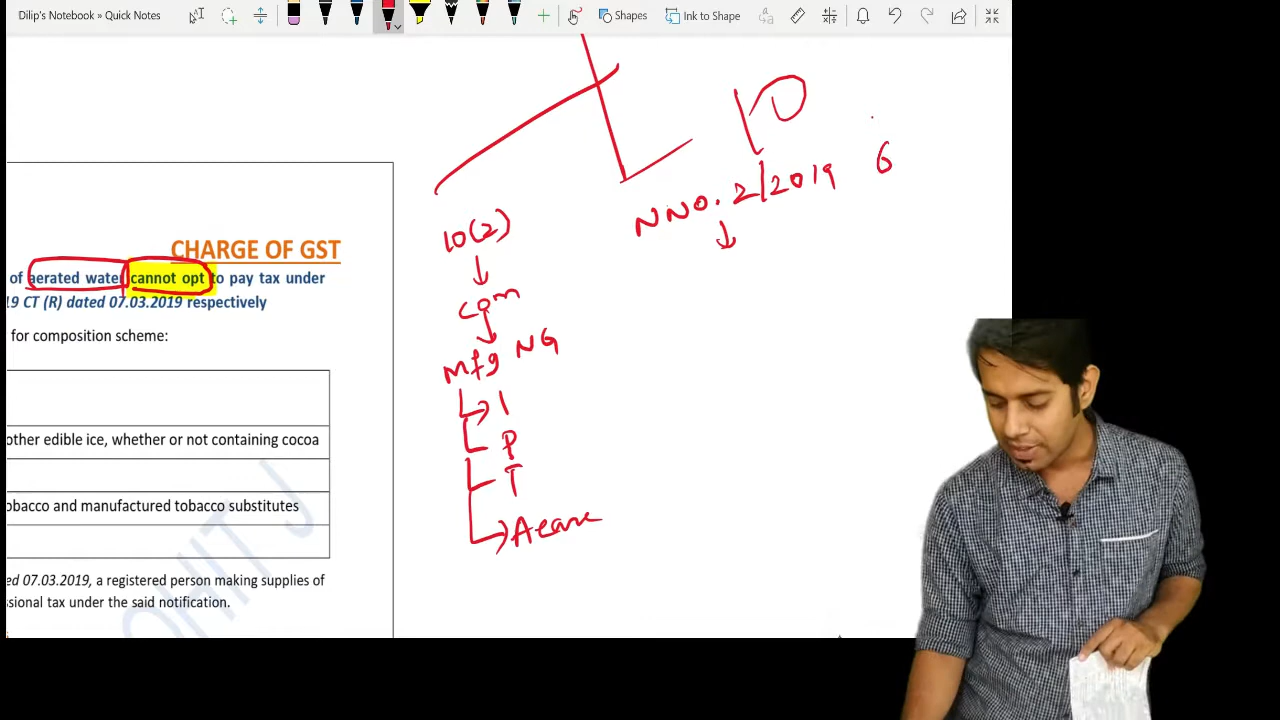 Dilip's Notebook » Quick Notes
Shapes
Ink to Shape
CHARGE OF GST
of aerated water cannot opt to pay tax under
19 CT (R) dated 07.03.2019 respectively
for composition scheme:
other edible ice, whether or not containing cocoa
obacco and manufactured tobacco substitutes
ed 07.03.2019, a registered person making supplies of
ssional tax under the said notification.
OHIT J
10
NNO. 2/2019 6
10(2)
com
mfg NG
I
P
T